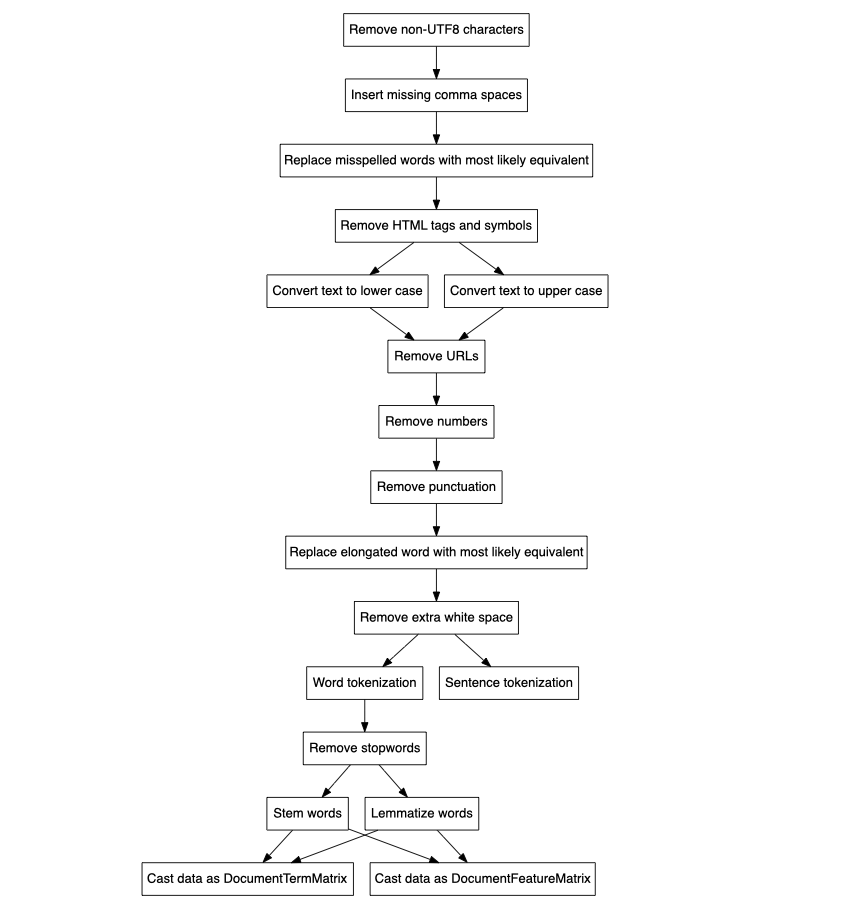 Remove non-UTF8 characters
Insert missing comma spaces
Replace misspelled words with most likely equivalent
Remove HTML tags and symbols
Convert text to lower case
Convert text to upper case
Remove URLs
Remove numbers
Remove punctuation
Replace elongated word with most likely equivalent
Remove extra white space
Word tokenization
Sentence tokenization
Remove stopwords
Stem words
Lemmatize words
Cast data as DocumentTermMatrix
Cast data as DocumentFeatureMatrix